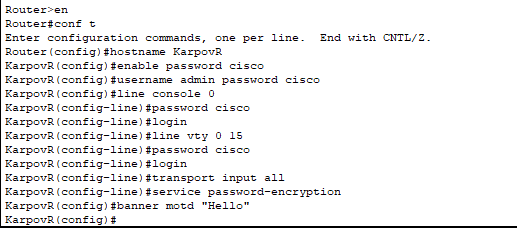 Router>en
Router#conf t
Enter configuration commands, one per line.  End with CNTL/Z.
Router(config)#hostname KarpovR
KarpovR(config)#enable password cisco
KarpovR(config)#username admin password cisco
KarpovR(config)#line console 0
KarpovR(config-line)#password cisco
KarpovR(config-line)#login
KarpovR(config-line)#line vty 0 15
KarpovR(config-line)#password cisco
KarpovR(config-line)#login
KarpovR(config-line)#transport input all
KarpovR(config-line)#service password-encryption
KarpovR(config)#banner motd "Hello"
KarpovR(config)#